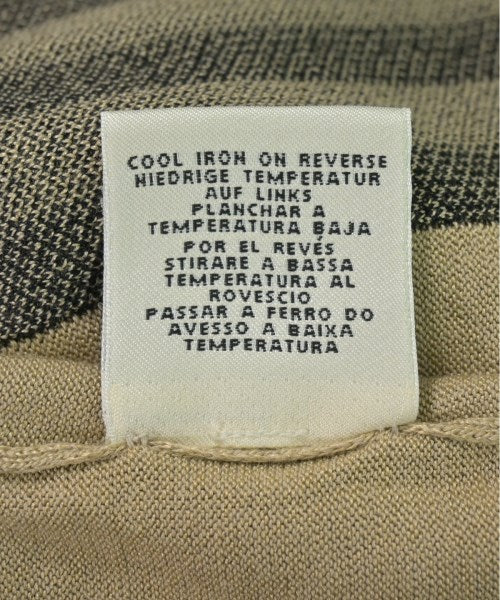 COOL IRON ON REVERSE
NIEDRIGE TEMPERATUR
AUF LINKS
PLANCHAR A
TEMPERATURA BAJA
POR EL REVÉS
STIRARE A BASSA
TEMPERATURA AL
ROVESCIO
PASSAR A FERRO DO
AVESSO A BAIXA
TEMPERATURA